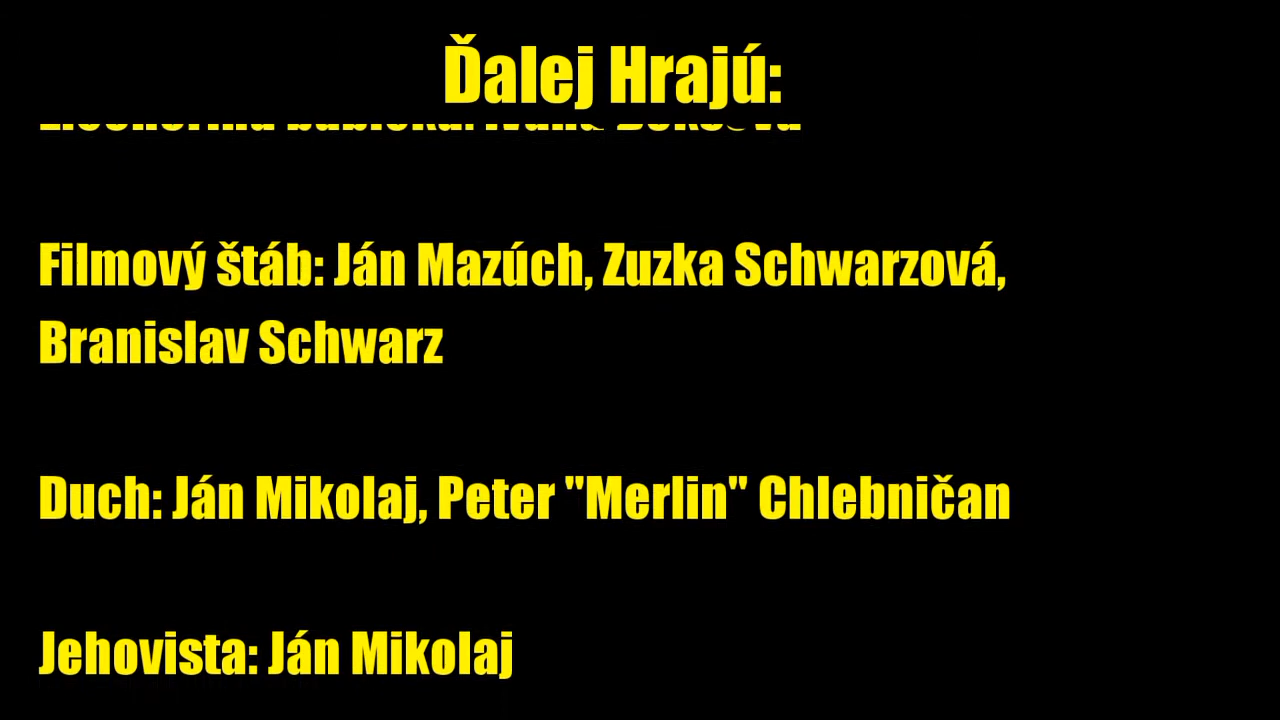 Ďalej Hrajú:
Filmový štáb: Ján Mazúch, Zuzka Schwarzová,
Branislav Schwarz
Duch: Ján Mikolaj, Peter "Merlin" Chlebničan
Jehovista: Ján Mikolaj